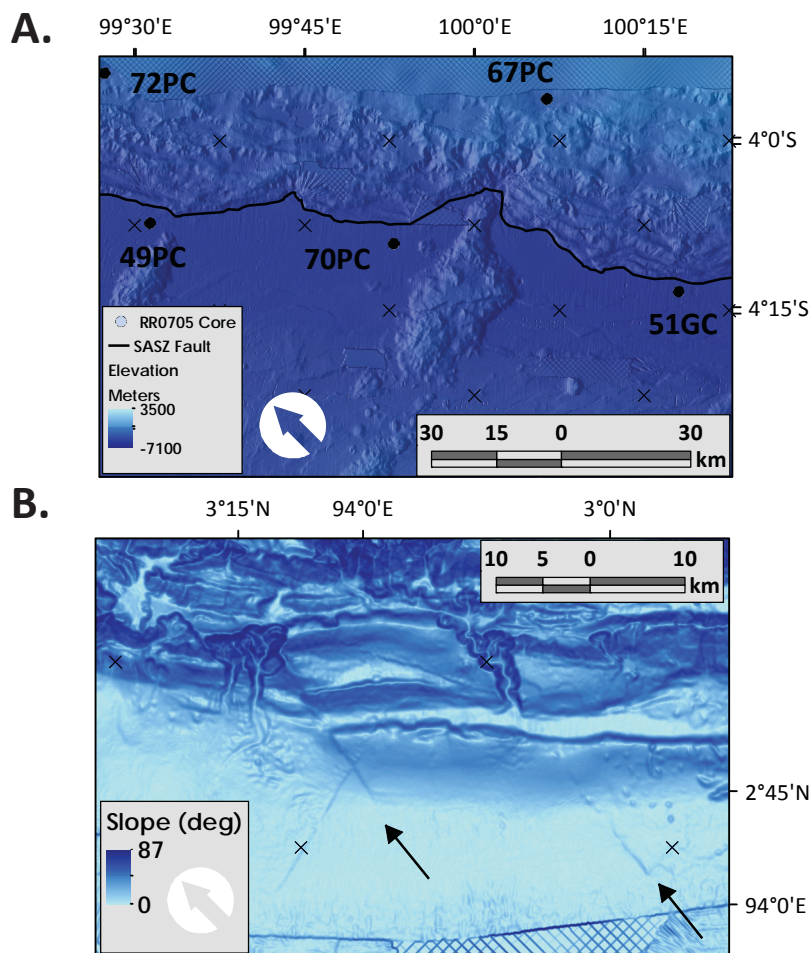 A.
99°30'E 99°45'E 100°0'E 100°15'E
72PC
67PC
4°0'S
49PC
70PC
4°15'S
51GC
RR0705 Core
SASZ Fault
Elevation
Meters
3500
-7100
30 15 0 30
km
B.
3°15'N 94°0'E 3°0'N
10 5 0 10
km
2°45'N
Slope (deg)
87
0
94°0'E